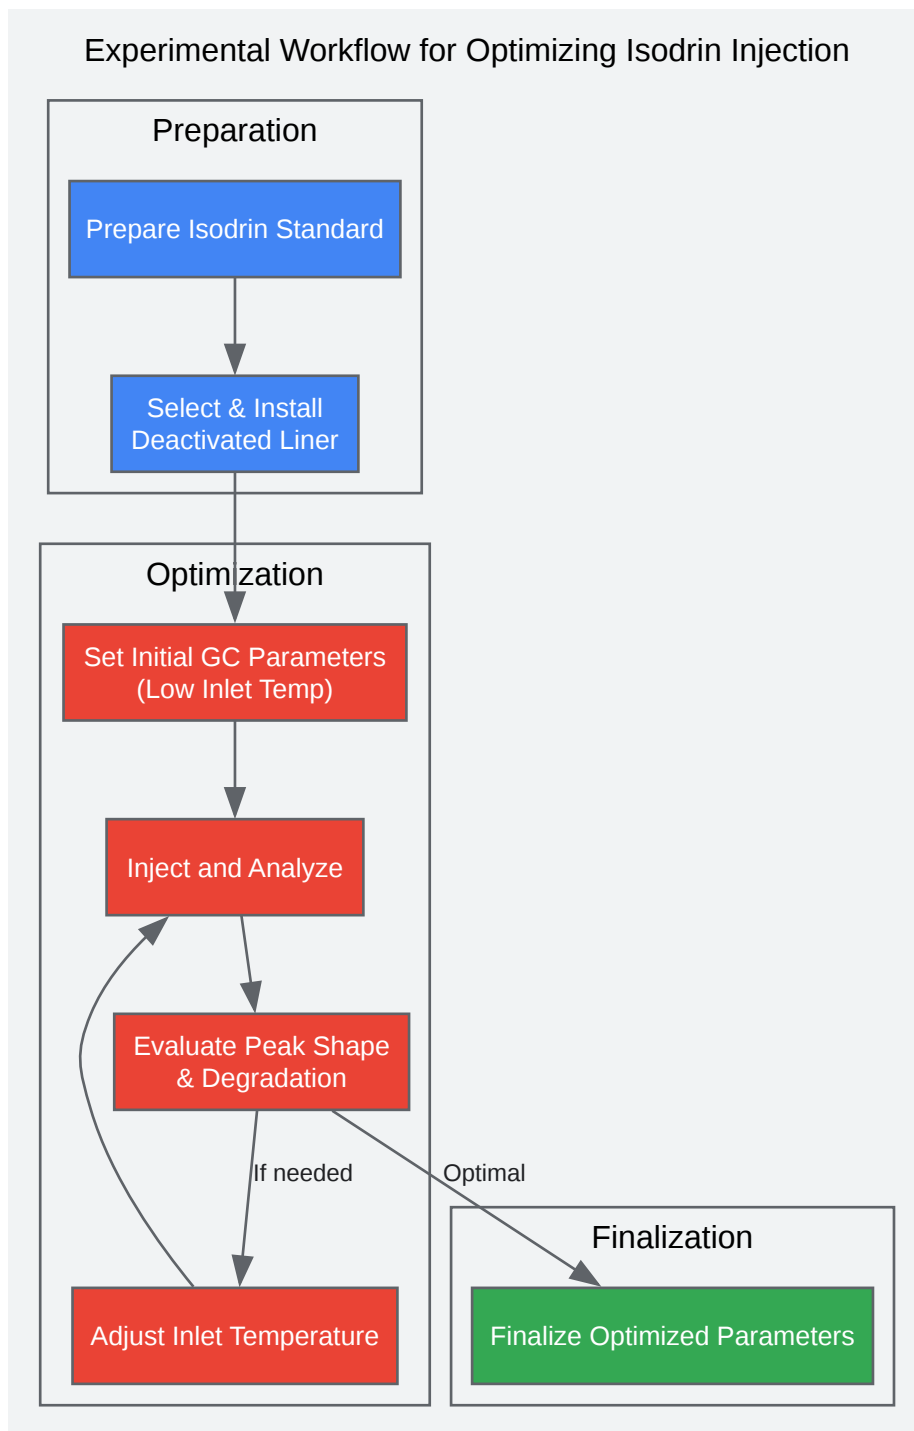 Experimental Workflow for Optimizing Isodrin Injection
Preparation
Prepare Isodrin Standard
Select & Install
Deactivated Liner
Optimization
Set Initial GC Parameters
(Low Inlet Temp)
Inject and Analyze
Evaluate Peak Shape
& Degradation
If needed
Optimal
Adjust Inlet Temperature
Finalization
Finalize Optimized Parameters